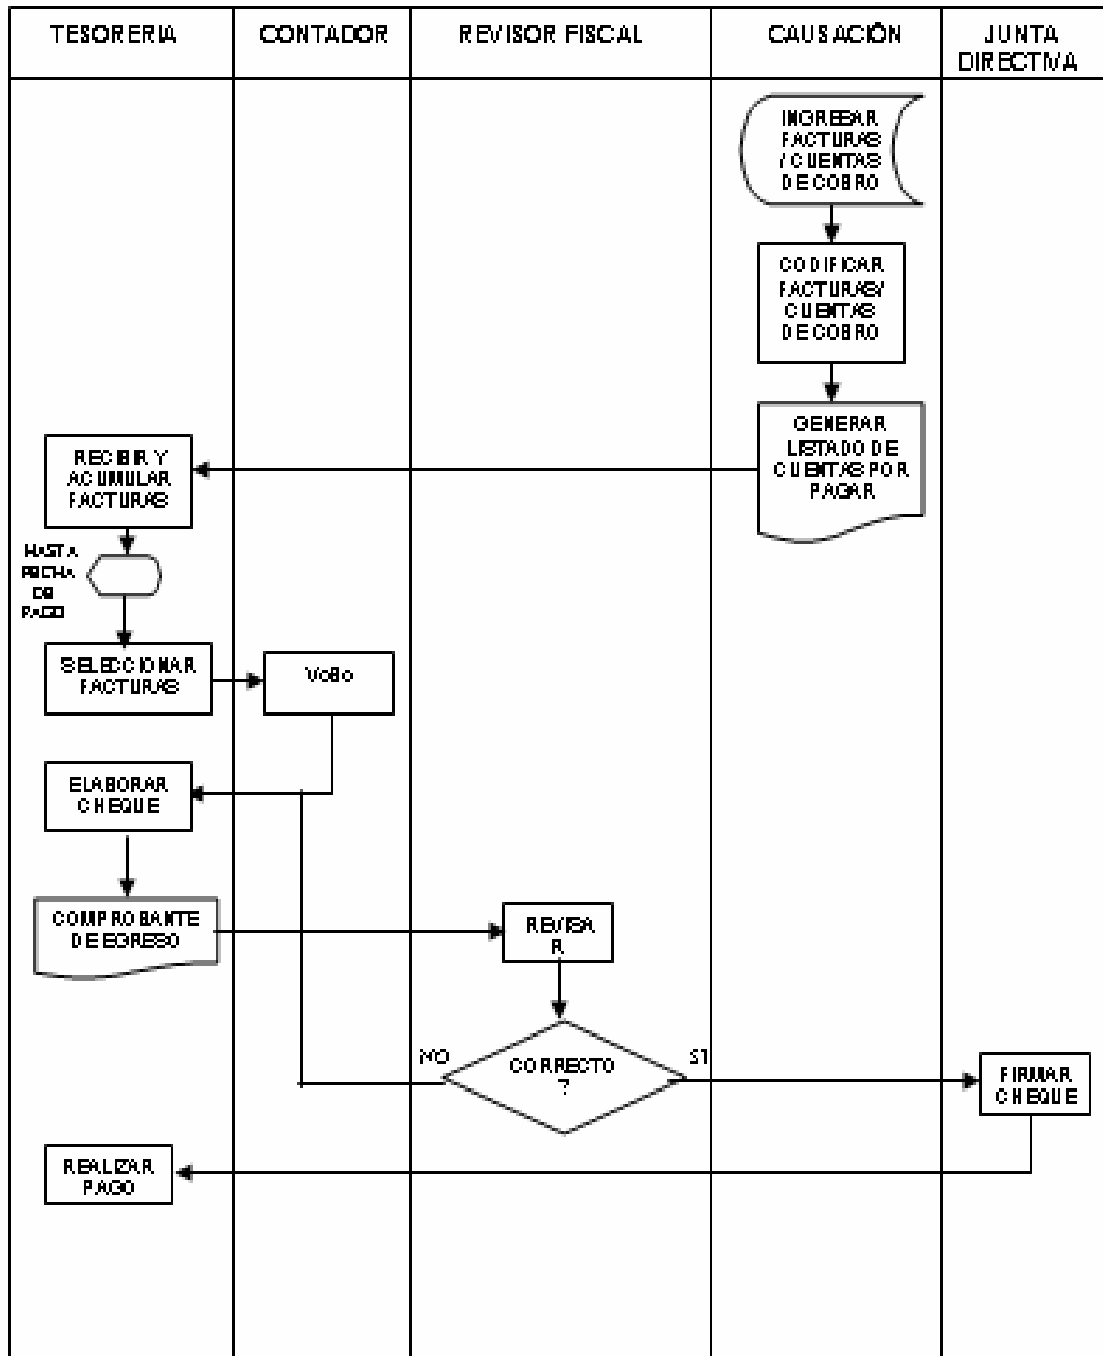 TESORERIA
CONTADOR
REVISOR FISCAL
CAUSACIÓN
JUNTA
DIRECTIVA
INGRESAR
FACTURAS
/ CUENTAS
DE COBRO
CODIFICAR
FACTURAS/
CUENTAS
DE COBRO
GENERAR
LISTADO DE
CUENTAS POR
PAGAR
RECIBIR Y
ACUMULAR
FACTURAS
HASTA
FECHA
DE
PAGO
SELECCIONAR
FACTURAS
VoBo
ELABORAR
CHEQUE
COMPROBANTE
DE EGRESO
REVISA
R
CORRECTO
?
NO
SI
FIRMAR
CHEQUE
REALIZAR
PAGO